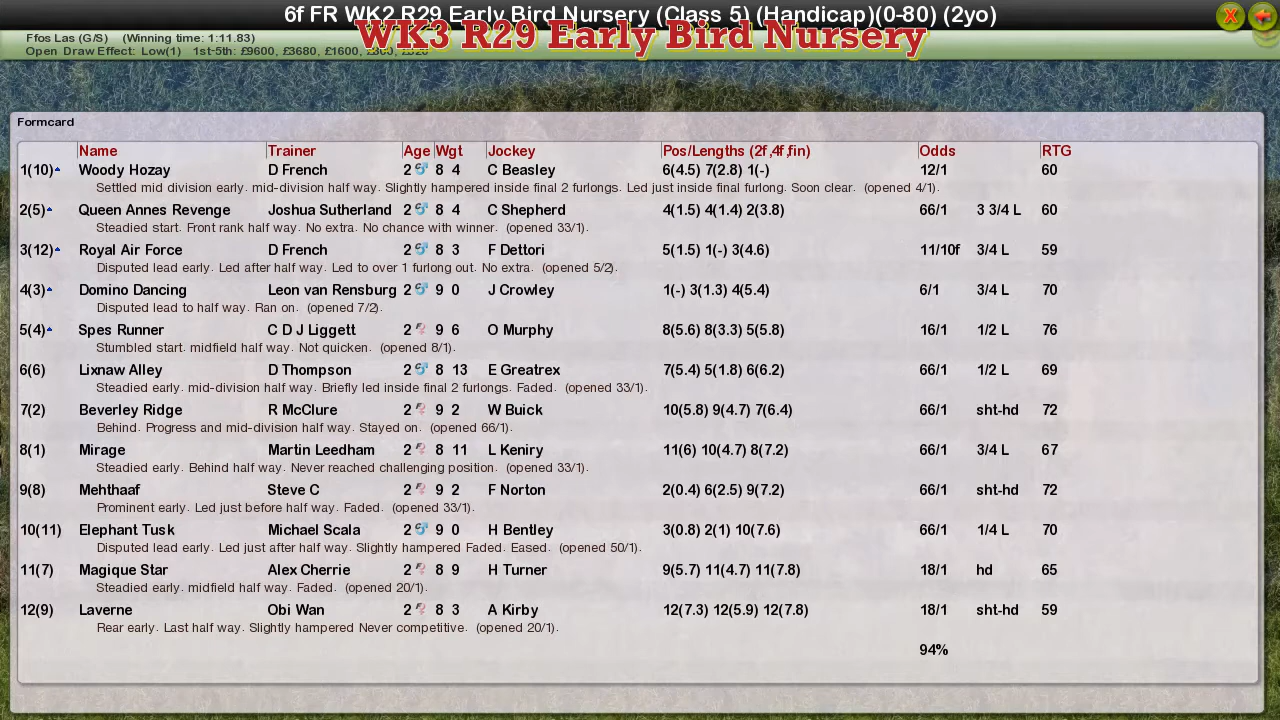 6f FR WK2 R29 Early Bird Nursery (Class 5) (Handicap)(0-80) (2yo)
WK3 R29 Early Bird Nursery
Ffos Las (G/S) (Winning time: 1:11.83)
Open Draw Effect: Low(1) 1st-5th: £9600, £3680, £1600,
Formcard
Name Trainer Age Wgt Jockey Pos/Lengths (2f,4f,fin) Odds RTG
1(10) Woody Hozay D French 2 8 4 C Beasley 6(4.5) 7(2.8) 1(-) 12/1 60
Settled mid division early. mid-division half way. Slightly hampered inside final 2 furlongs. Led just inside final furlong. Soon clear. (opened 4/1).
2(5) Queen Annes Revenge Joshua Sutherland 2 8 4 C Shepherd 4(1.5) 4(1.4) 2(3.8) 66/1 3 3/4 L 60
Steadied start. Front rank half way. No extra. No chance with winner. (opened 33/1).
3(12) Royal Air Force D French 2 8 3 F Dettori 5(1.5) 1(-) 3(4.6) 11/10f 3/4 L 59
Disputed lead early. Led after half way. Led to over 1 furlong out. No extra. (opened 5/2).
4(3) Domino Dancing Leon van Rensburg 2 9 0 J Crowley 1(-) 3(1.3) 4(5.4) 6/1 3/4 L 70
Disputed lead to half way. Ran on. (opened 7/2).
5(4) Spes Runner C D J Liggett 2 9 6 O Murphy 8(5.6) 8(3.3) 5(5.8) 16/1 1/2 L 76
Stumbled start. midfield half way. Not quicken. (opened 8/1).
6(6) Lixnaw Alley D Thompson 2 8 13 E Greatrex 7(5.4) 5(1.8) 6(6.2) 66/1 1/2 L 69
Steadied early. mid-division half way. Briefly led inside final 2 furlongs. Faded. (opened 33/1).
7(2) Beverley Ridge R McClure 2 9 2 W Buick 10(5.8) 9(4.7) 7(6.4) 66/1 sht-hd 72
Behind. Progress and mid-division half way. Stayed on. (opened 66/1).
8(1) Mirage Martin Leedham 2 8 11 L Keniry 11(6) 10(4.7) 8(7.2) 66/1 3/4 L 67
Steadied early. Behind half way. Never reached challenging position. (opened 33/1).
9(8) Mehthaaf Steve C 2 9 2 F Norton 2(0.4) 6(2.5) 9(7.2) 66/1 sht-hd 72
Prominent early. Led just before half way. Faded. (opened 33/1).
10(11) Elephant Tusk Michael Scala 2 9 0 H Bentley 3(0.8) 2(1) 10(7.6) 66/1 1/4 L 70
Disputed lead early. Led just after half way. Slightly hampered Faded. Eased. (opened 50/1).
11(7) Magique Star Alex Cherrie 2 8 9 H Turner 9(5.7) 11(4.7) 11(7.8) 18/1 hd 65
Steadied early. midfield half way. Faded. (opened 20/1).
12(9) Laverne Obi Wan 2 8 3 A Kirby 12(7.3) 12(5.9) 12(7.8) 18/1 sht-hd 59
Rear early. Last half way. Slightly hampered Never competitive. (opened 20/1).
94%